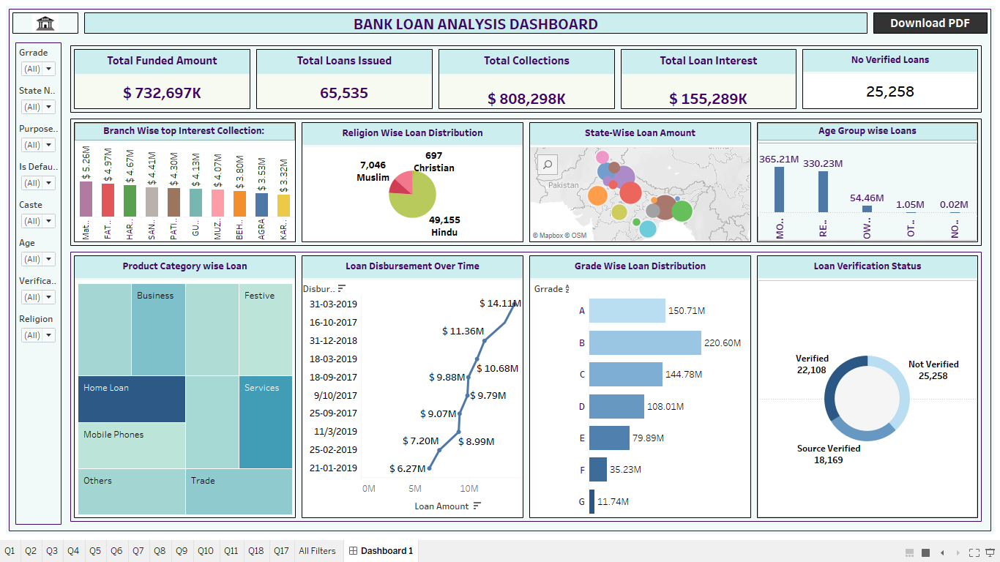 BANK LOAN ANALYSIS DASHBOARD
Download PDF
Grrade
(All)
State N..
(All)
Purpose..
(All)
Is Defau..
(All)
Caste
(All)
Age
(All)
Verifica..
(All)
Religion
(All)
Total Funded Amount
$ 732,697K
Total Loans Issued
65,535
Total Collections
$ 808,298K
Total Loan Interest
$ 155,289K
No Verified Loans
25,258
Branch Wise top Interest Collection:
$ 5.26M
$ 4.97M
$ 4.67M
$ 4.41M
$ 4.30M
$ 4.13M
$ 4.07M
$ 3.80M
$ 3.53M
$ 3.32M
Mat..
FAT..
HAR..
SAN..
PATI..
GU..
MUZ..
BEH..
AGRA
KAR..
Religion Wise Loan Distribution
697
Christian
7,046
Muslim
49,155
Hindu
State-Wise Loan Amount
Pakistan
© Mapbox © OSM
Age Group wise Loans
365.21M
330.23M
54.46M
1.05M
0.02M
MO..
RE..
OW..
OT..
NO..
Product Category wise Loan
Business
Festive
Home Loan
Services
Mobile Phones
Others
Trade
Loan Disbursement Over Time
Disbur..
31-03-2019
16-10-2017
31-12-2018
18-03-2019
18-09-2017
9/10/2017
25-09-2017
11/3/2019
25-02-2019
21-01-2019
$ 14.11M
$ 11.36M
$ 10.68M
$ 9.88M
$ 9.79M
$ 9.07M
$ 8.99M
$ 7.20M
$ 6.27M
0M
5M
10M
Loan Amount
Grade Wise Loan Distribution
Grrade
A
150.71M
B
220.60M
C
144.78M
D
108.01M
E
79.89M
F
35.23M
G
11.74M
Loan Verification Status
Verified
22,108
Not Verified
25,258
Source Verified
18,169
Q1
Q2
Q3
Q4
Q5
Q6
Q7
Q8
Q9
Q10
Q11
Q18
Q17
All Filters
Dashboard 1